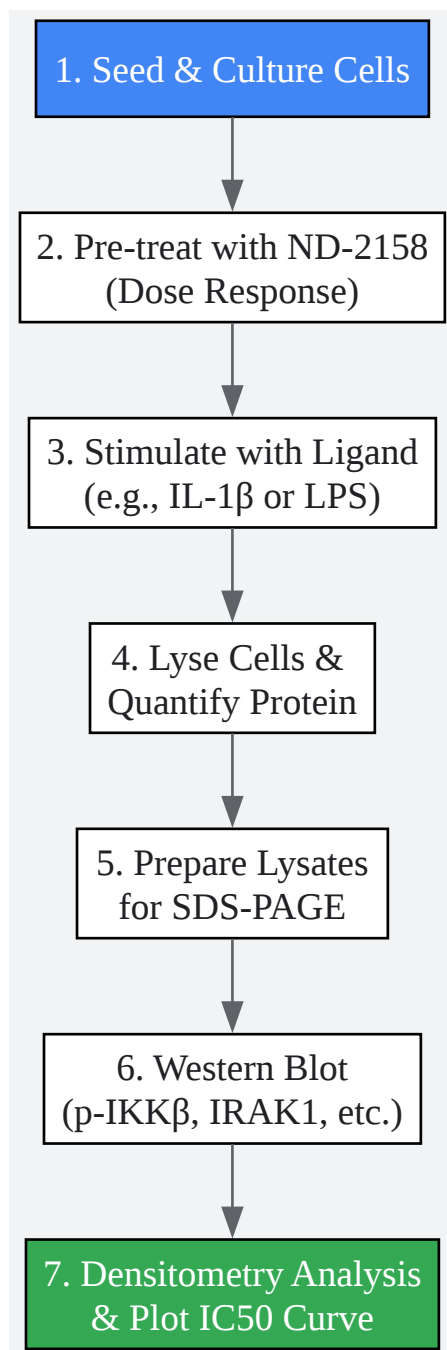 1. Seed & Culture Cells
2. Pre-treat with ND-2158
(Dose Response)
3. Stimulate with Ligand
(e.g., IL-1β or LPS)
4. Lyse Cells &
Quantify Protein
5. Prepare Lysates
for SDS-PAGE
6. Western Blot
(p-IKKβ, IRAK1, etc.)
7. Densitometry Analysis
& Plot IC50 Curve